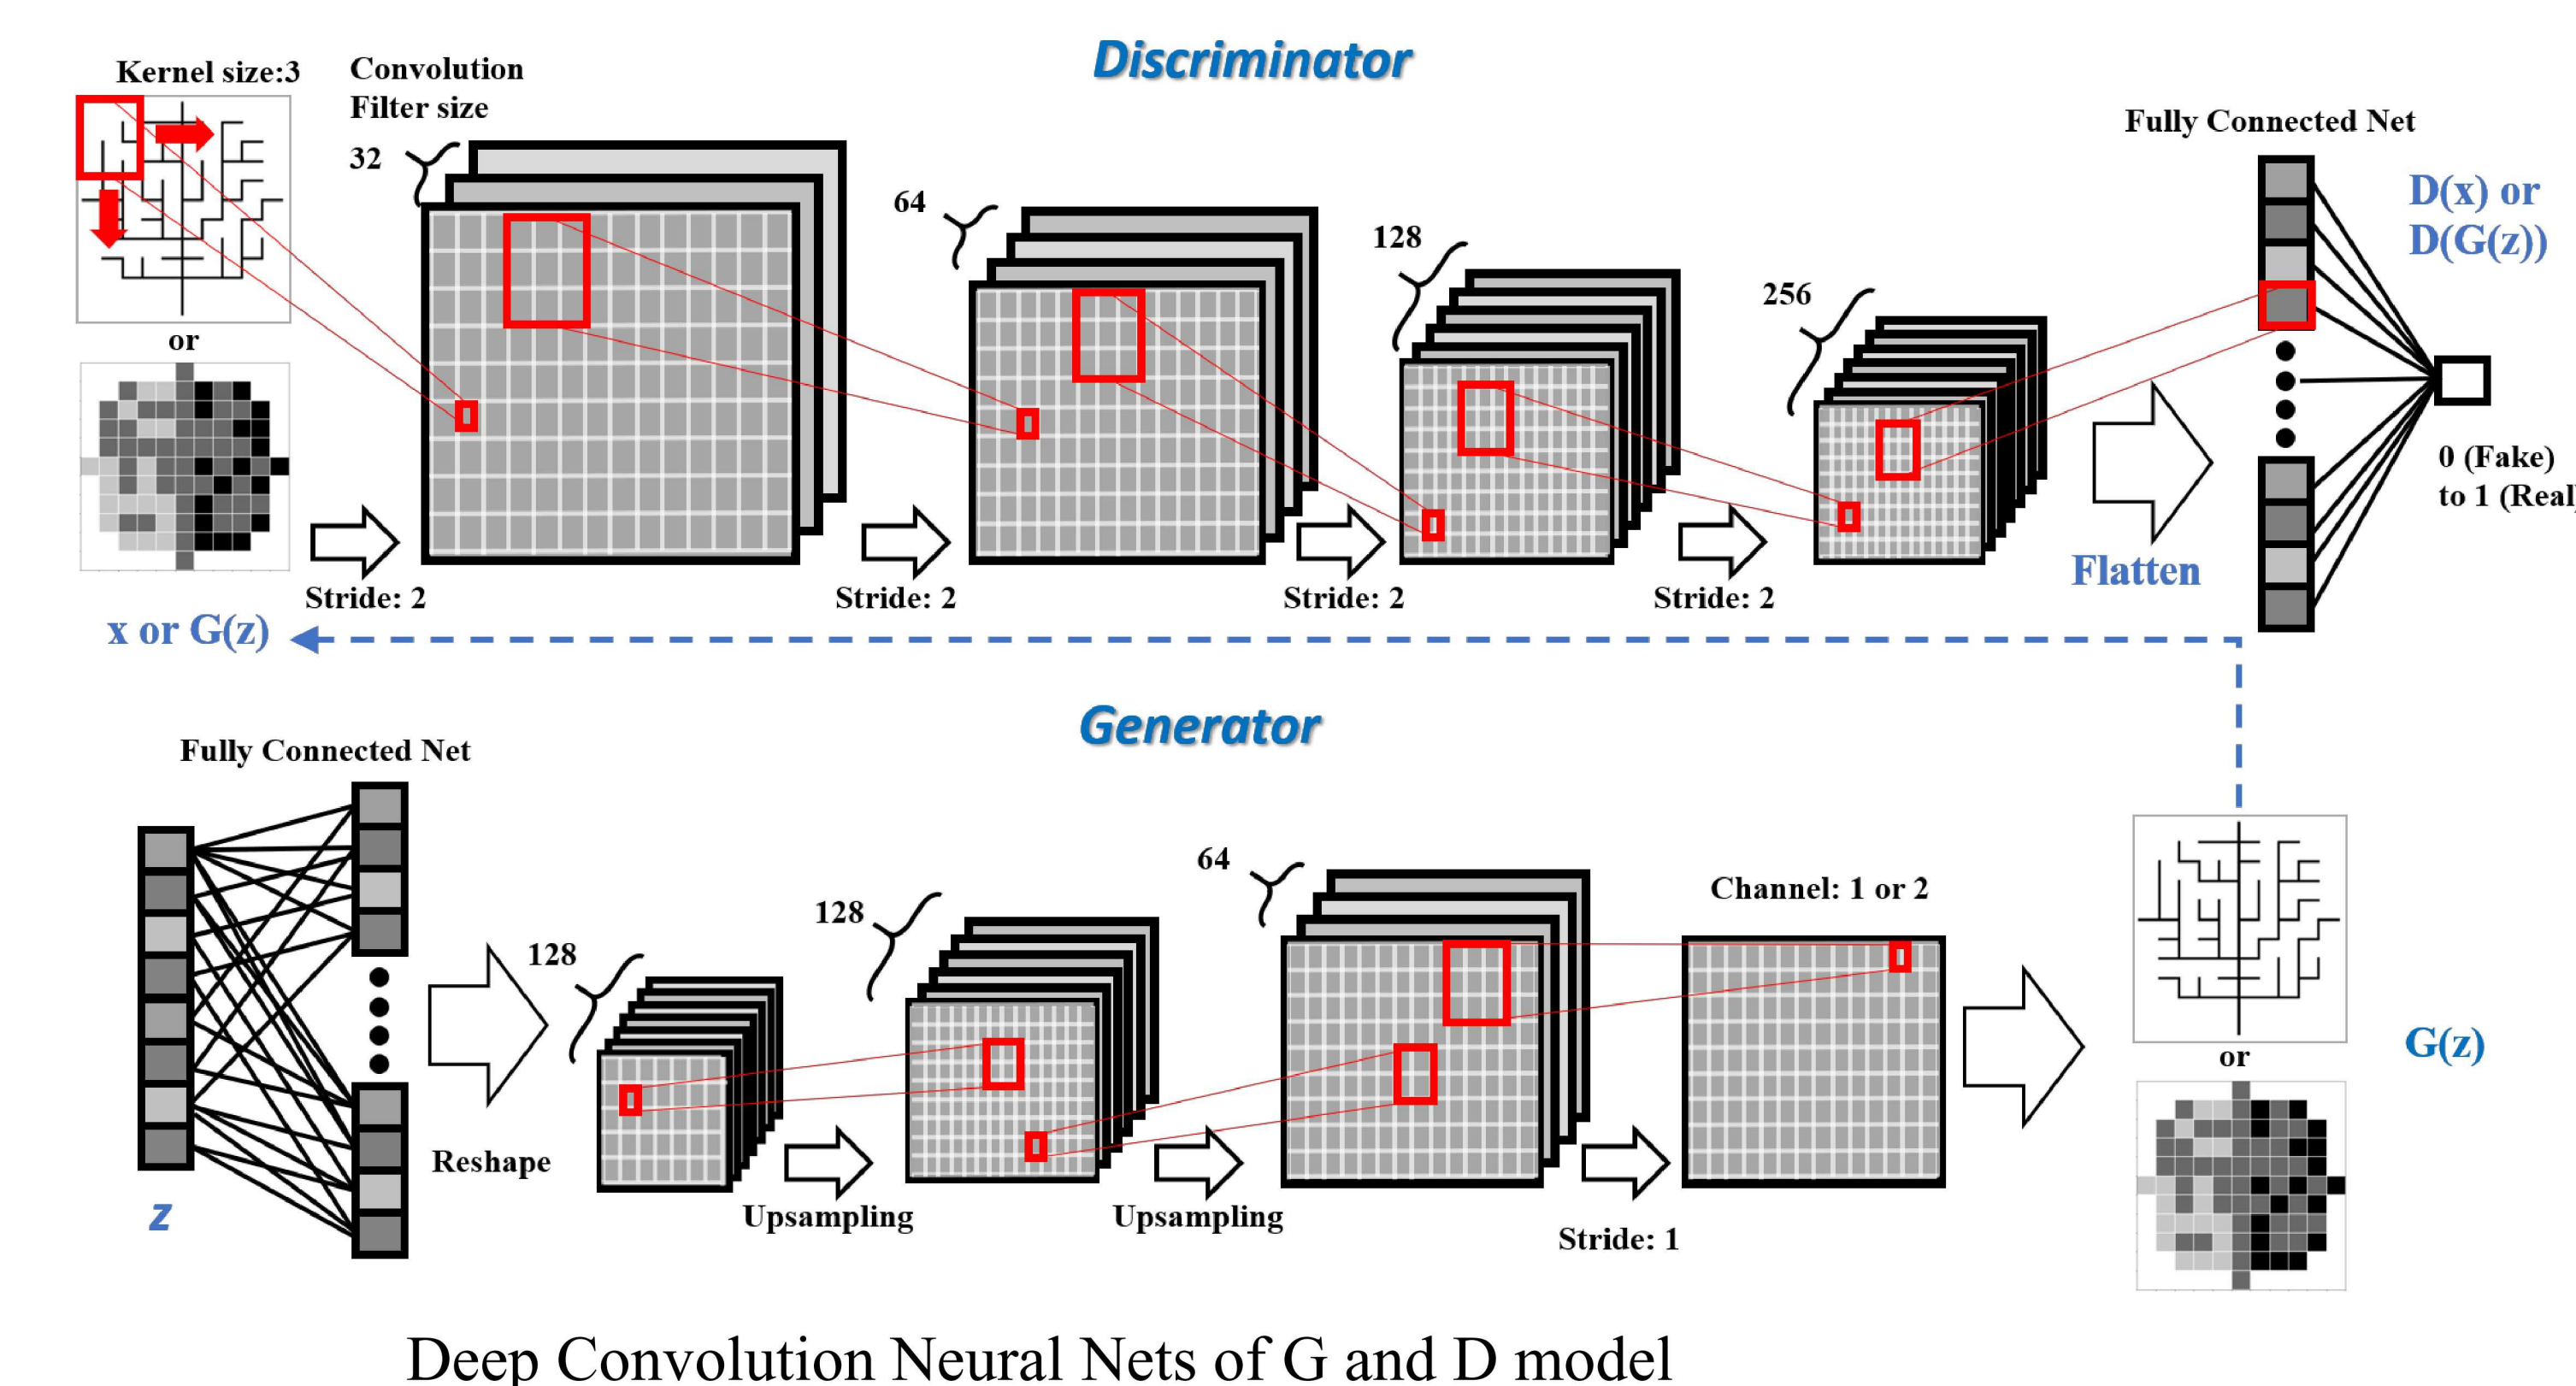 Discriminator
Kernel size:3
Convolution
Filter size
32
64
128
256
Fully Connected Net
D(x) or
D(G(z))
or
0 (Fake)
to 1 (Real
Flatten
Stride: 2
Stride: 2
Stride: 2
Stride: 2
x or G(z)
Generator
Fully Connected Net
128
128
64
Channel: 1 or 2
or
G(z)
Reshape
z
Upsampling
Upsampling
Stride: 1
Deep Convolution Neural Nets of G and D model